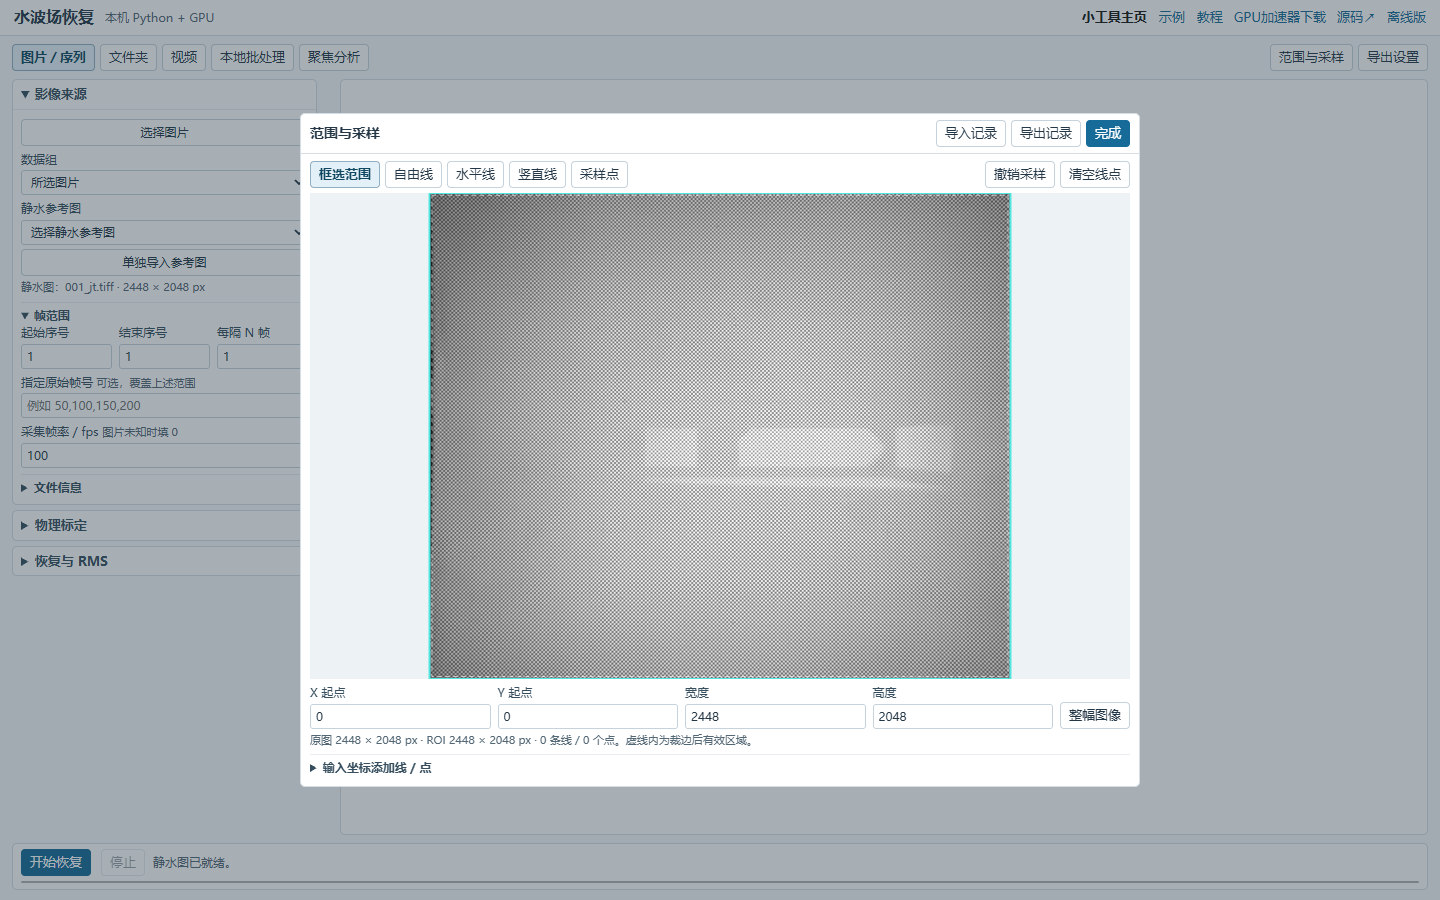 水波场恢复 本机 Python + GPU
小工具主页 示例 教程 GPU加速器下载 源码↗ 离线版
图片 / 序列 文件夹 视频 本地批处理 聚焦分析
范围与采样 导出设置
▼ 影像来源
选择图片
数据组
所选图片
静水参考图
选择静水参考图
单独导入参考图
静水图：001_jt.tiff · 2448 × 2048 px
▼ 帧范围
起始序号 结束序号 每隔 N 帧
1 1 1
指定原始帧号 可选，覆盖上述范围
例如 50,100,150,200
采集帧率 / fps 图片未知时填 0
100
▶ 文件信息
▶ 物理标定
▶ 恢复与 RMS
范围与采样
导入记录 导出记录 完成
框选范围 自由线 水平线 竖直线 采样点
撤销采样 清空线点
X 起点 Y 起点 宽度 高度
0 0 2448 2048 整幅图像
原图 2448 × 2048 px · ROI 2448 × 2048 px · 0 条线 / 0 个点。虚线内为裁边后有效区域。
▶ 输入坐标添加线 / 点
开始恢复 停止 静水图已就绪。